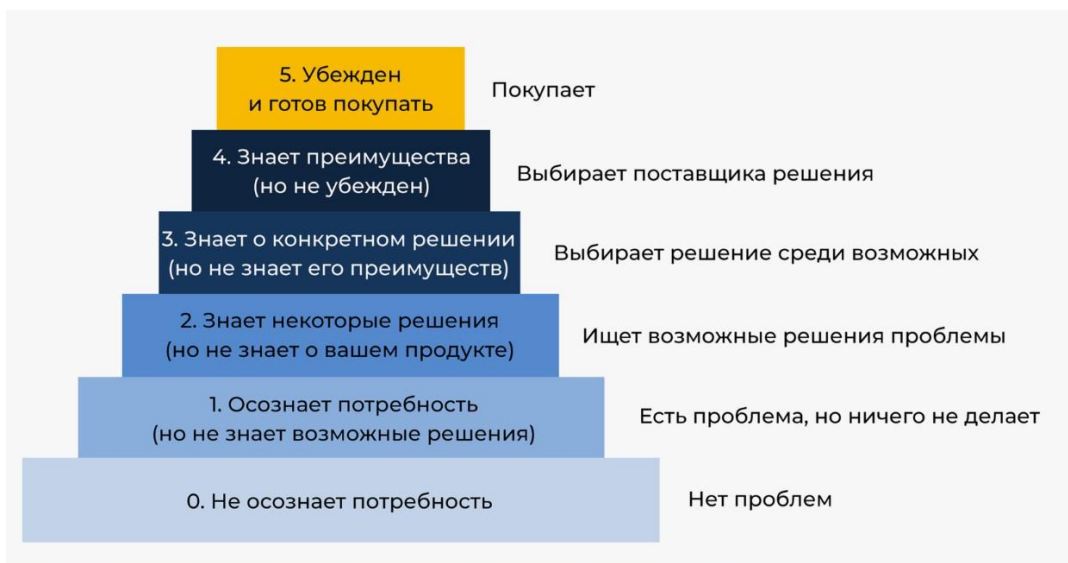 5. Убежден
и готов покупать
Покупает
4. Знает преимущества
(но не убежден)
Выбирает поставщика решения
3. Знает о конкретном решении
(но не знает его преимуществ)
Выбирает решение среди возможных
2. Знает некоторые решения
(но не знает о вашем продукте)
Ищет возможные решения проблемы
1. Осознает потребность
(но не знает возможные решения)
Есть проблема, но ничего не делает
0. Не осознает потребность
Нет проблем